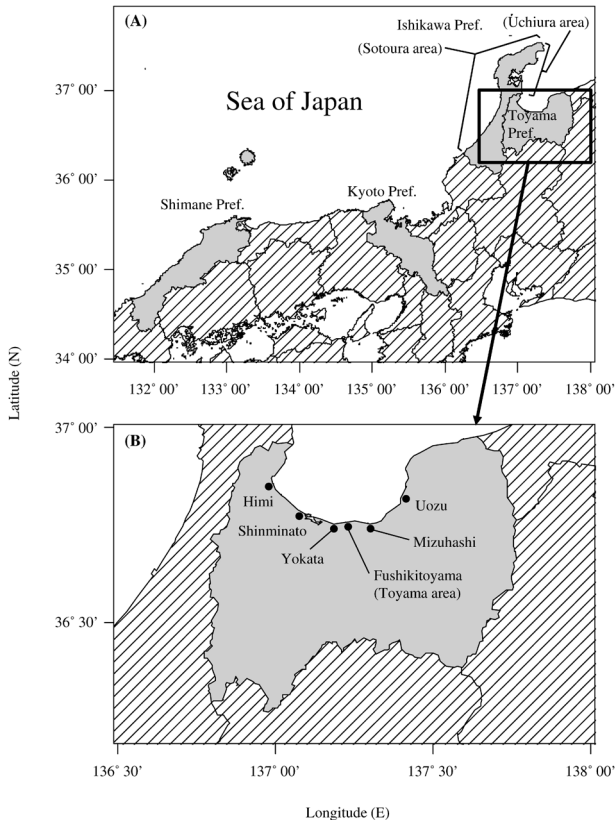 (A)
Ishikawa Pref.
(Uchiura area)
(Sotoura area)
37° 00'
Sea of Japan
Toyama
Pref.
36° 00'
Shimane Pref.
Kyoto Pref.
35° 00'
34° 00'
132° 00'
133° 00'
134° 00'
135° 00'
136° 00'
137° 00'
138° 00'
Latitude (N)
37° 00'
(B)
Himi
Uozu
Shinminato
Mizuhashi
Yokata
Fushikitoyama
(Toyama area)
36° 30'
136° 30'
137° 00'
137° 30'
138° 00'
Longitude (E)